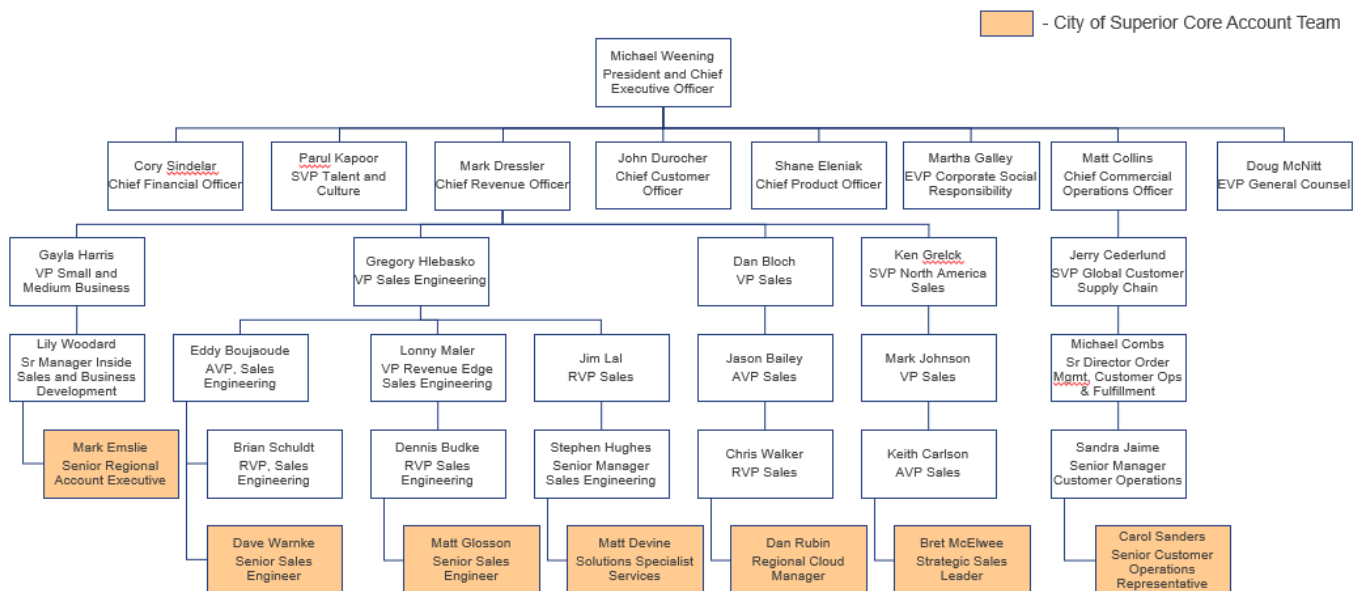 - City of Superior Core Account Team
Michael Weening
President and Chief
Executive Officer
Cory Sindelar
Chief Financial Officer
Parul Kapoor
SVP Talent and
Culture
Mark Dressler
Chief Revenue Officer
John Durocher
Chief Customer
Officer
Shane Eleniak
Chief Product Officer
Martha Galley
EVP Corporate Social
Responsibility
Matt Collins
Chief Commercial
Operations Officer
Doug McNitt
EVP General Counsel
Gayla Harris
VP Small and
Medium Business
Gregory Hlebasko
VP Sales Engineering
Dan Bloch
VP Sales
Ken Grelck
SVP North America
Sales
Jerry Cederlund
SVP Global Customer
Supply Chain
Lily Woodard
Sr Manager Inside
Sales and Business
Development
Eddy Boujaoude
AVP, Sales
Engineering
Lonny Maler
VP Revenue Edge
Sales Engineering
Jim Lal
RVP Sales
Jason Bailey
AVP Sales
Mark Johnson
VP Sales
Michael Combs
Sr Director Order
Mgmt, Customer Ops
& Fulfillment
Mark Emslie
Senior Regional
Account Executive
Brian Schuldt
RVP, Sales
Engineering
Dennis Budke
RVP Sales
Engineering
Stephen Hughes
Senior Manager
Sales Engineering
Chris Walker
RVP Sales
Keith Carlson
AVP Sales
Sandra Jaime
Senior Manager
Customer Operations
Dave Warnke
Senior Sales
Engineer
Matt Glosson
Senior Sales
Engineer
Matt Devine
Solutions Specialist
Services
Dan Rubin
Regional Cloud
Manager
Bret McElwee
Strategic Sales
Leader
Carol Sanders
Senior Customer
Operations
Representative